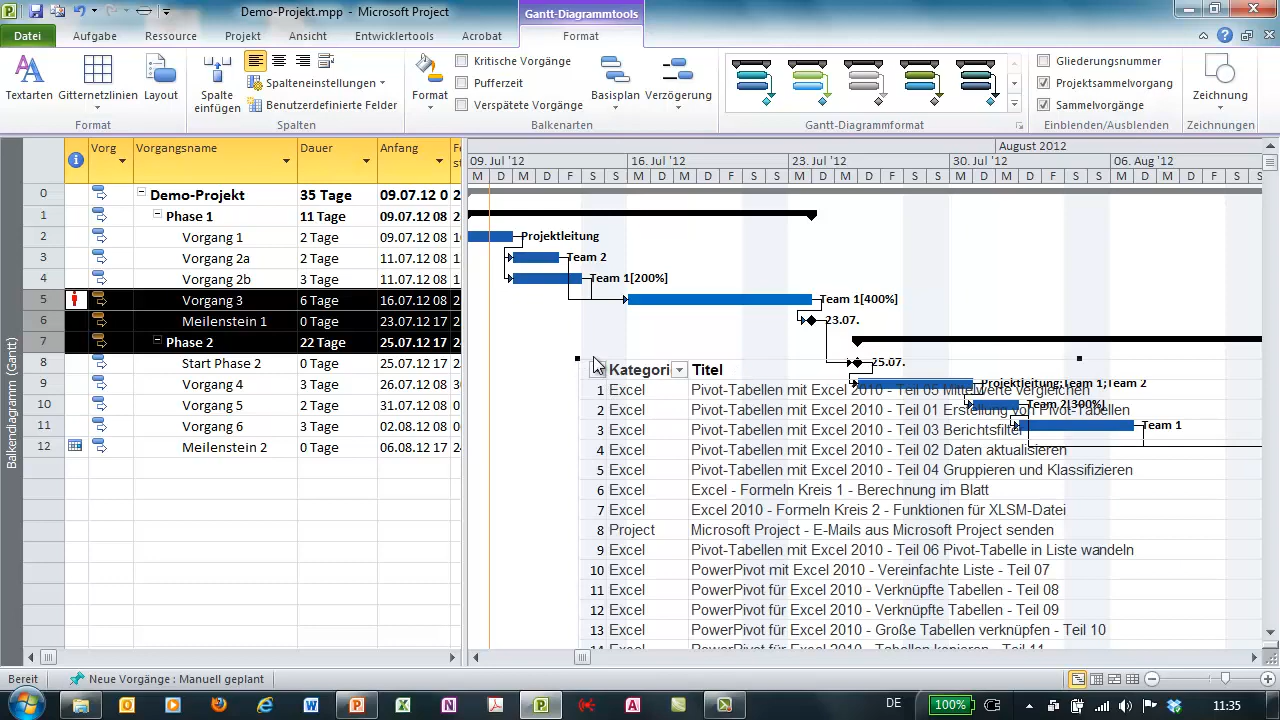 Demo-Projekt.mpp - Microsoft Project
Gantt-Diagrammtools
Datei Aufgabe Ressource Projekt Ansicht Entwicklertools Acrobat Format
Textarten Gitternetzlinien Layout
Spalte einfügen
Spalteneinstellungen
Benutzerdefinierte Felder
Format
Kritische Vorgänge
Pufferzeit
Verspätete Vorgänge
Basisplan Verzögerung
Gliederungsnummer
Projektsammelvorgang
Sammelvorgänge
Zeichnung
Format Spalten Balkenarten Gantt-Diagrammformat Einblenden/Ausblenden Zeichnungen
Vorg Vorgangsname Dauer Anfang
August 2012
09. Jul '12 16. Jul '12 23. Jul '12 30. Jul '12 06. Aug '12
M D M D F S S M D M D F S S M D M D F S S M D M D F S S M D M D F S
0 Demo-Projekt 35 Tage 09.07.12 0
1 Phase 1 11 Tage 09.07.12 08
2 Vorgang 1 2 Tage 09.07.12 08 Projektleitung
3 Vorgang 2a 2 Tage 11.07.12 08 Team 2
4 Vorgang 2b 3 Tage 11.07.12 08 Team 1[200%]
5 Vorgang 3 6 Tage 16.07.12 08 Team 1[400%]
6 Meilenstein 1 0 Tage 23.07.12 17 23.07.
7 Phase 2 22 Tage 25.07.12 17
8 Start Phase 2 0 Tage 25.07.12 17 25.07.
9 Vorgang 4 3 Tage 26.07.12 08 Projektleitung;Team 1;Team 2
10 Vorgang 5 2 Tage 31.07.12 08 Team 2[300%]
11 Vorgang 6 3 Tage 02.08.12 08 Team 1
12 Meilenstein 2 0 Tage 06.08.12 17
Kategori Titel
1 Excel Pivot-Tabellen mit Excel 2010 - Teil 05 Mittelwerte vergleichen
2 Excel Pivot-Tabellen mit Excel 2010 - Teil 01 Erstellung von Pivot-Tabellen
3 Excel Pivot-Tabellen mit Excel 2010 - Teil 03 Berichtsfilter
4 Excel Pivot-Tabellen mit Excel 2010 - Teil 02 Daten aktualisieren
5 Excel Pivot-Tabellen mit Excel 2010 - Teil 04 Gruppieren und Klassifizieren
6 Excel Excel - Formeln Kreis 1 - Berechnung im Blatt
7 Excel Excel 2010 - Formeln Kreis 2 - Funktionen für XLSM-Datei
8 Project Microsoft Project - E-Mails aus Microsoft Project senden
9 Excel Pivot-Tabellen mit Excel 2010 - Teil 06 Pivot-Tabelle in Liste wandeln
10 Excel PowerPivot mit Excel 2010 - Vereinfachte Liste - Teil 07
11 Excel PowerPivot für Excel 2010 - Verknüpfte Tabellen - Teil 08
12 Excel PowerPivot für Excel 2010 - Verknüpfte Tabellen - Teil 09
13 Excel PowerPivot für Excel 2010 - Große Tabellen verknüpfen - Teil 10
Balkendiagramm (Gantt)
Bereit Neue Vorgänge : Manuell geplant
DE 100% 11:35